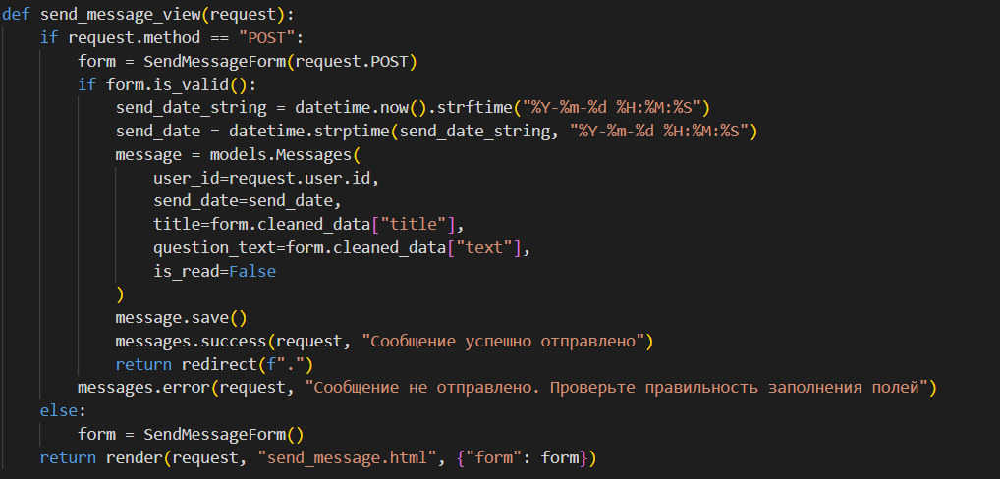 def send_message_view(request):
    if request.method == "POST":
        form = SendMessageForm(request.POST)
        if form.is_valid():
            send_date_string = datetime.now().strftime("%Y-%m-%d %H:%M:%S")
            send_date = datetime.strptime(send_date_string, "%Y-%m-%d %H:%M:%S")
            message = models.Messages(
                user_id=request.user.id,
                send_date=send_date,
                title=form.cleaned_data["title"],
                question_text=form.cleaned_data["text"],
                is_read=False
            )
            message.save()
            messages.success(request, "Сообщение успешно отправлено")
            return redirect(f".")
        messages.error(request, "Сообщение не отправлено. Проверьте правильность заполнения полей")
    else:
        form = SendMessageForm()
    return render(request, "send_message.html", {"form": form})